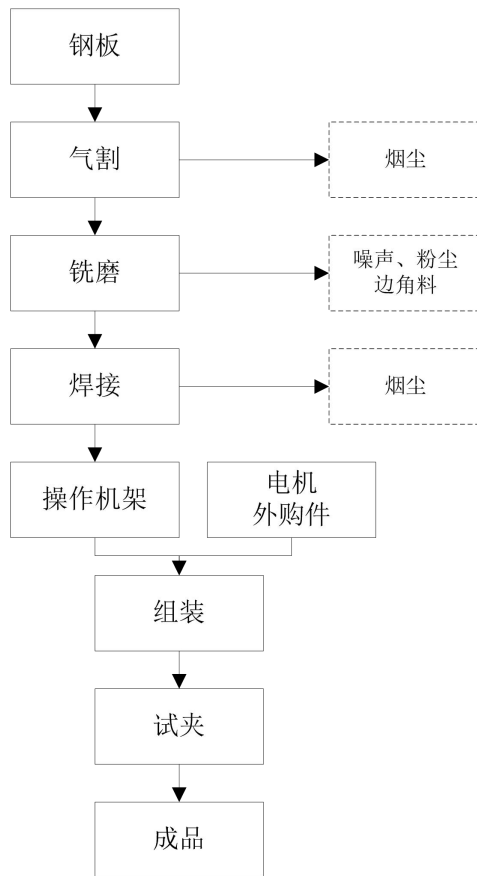 钢板
气割
烟尘
铣磨
噪声、粉尘
边角料
焊接
烟尘
操作机架
电机
外购件
组装
试夹
成品